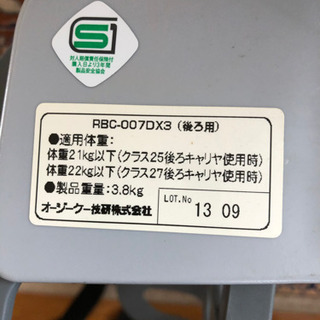 S
対人賠償責任保険付
購入日より3年間
製品安全協会
RBC-007DX3 (後ろ用)
●適用体重:
体重21kg以下(クラス25後ろキャリヤ使用時)
体重22kg以下(クラス27後ろキャリヤ使用時)
●製品重量:3.8kg
オージーケー技研株式会社
LOT.No
13 09